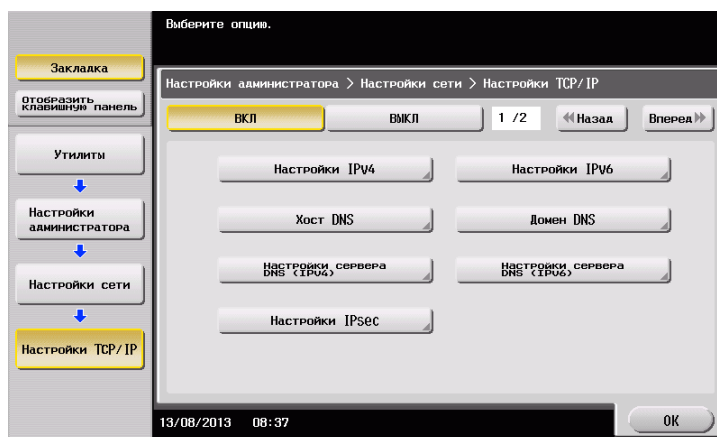 Выберите опцию.
Закладка
Отобразить
клавишную панель
Утилиты
Настройки
администратора
Настройки сети
Настройки TCP/IP
Настройки администратора > Настройки сети > Настройки TCP/IP
ВКЛ ВЫКЛ 1 /2 Назад Вперед
Настройки IPv4 Настройки IPv6
Хост DNS Домен DNS
Настройки сервера
DNS (IPv4)
Настройки сервера
DNS (IPv6)
Настройки IPsec
13/08/2013 08:37
OK